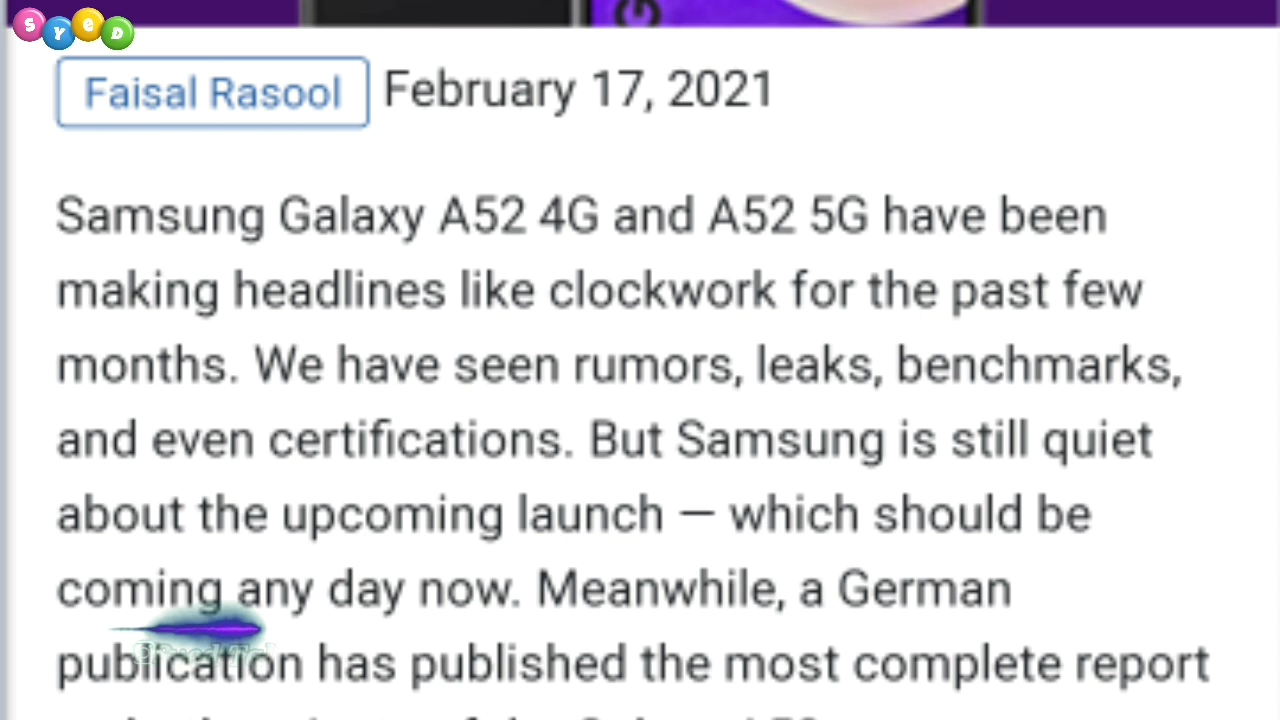 SYeD
G
Faisal Rasool February 17, 2021
Samsung Galaxy A52 4G and A52 5G have been
making headlines like clockwork for the past few
months. We have seen rumors, leaks, benchmarks,
and even certifications. But Samsung is still quiet
about the upcoming launch — which should be
coming any day now. Meanwhile, a German
publication has published the most complete report